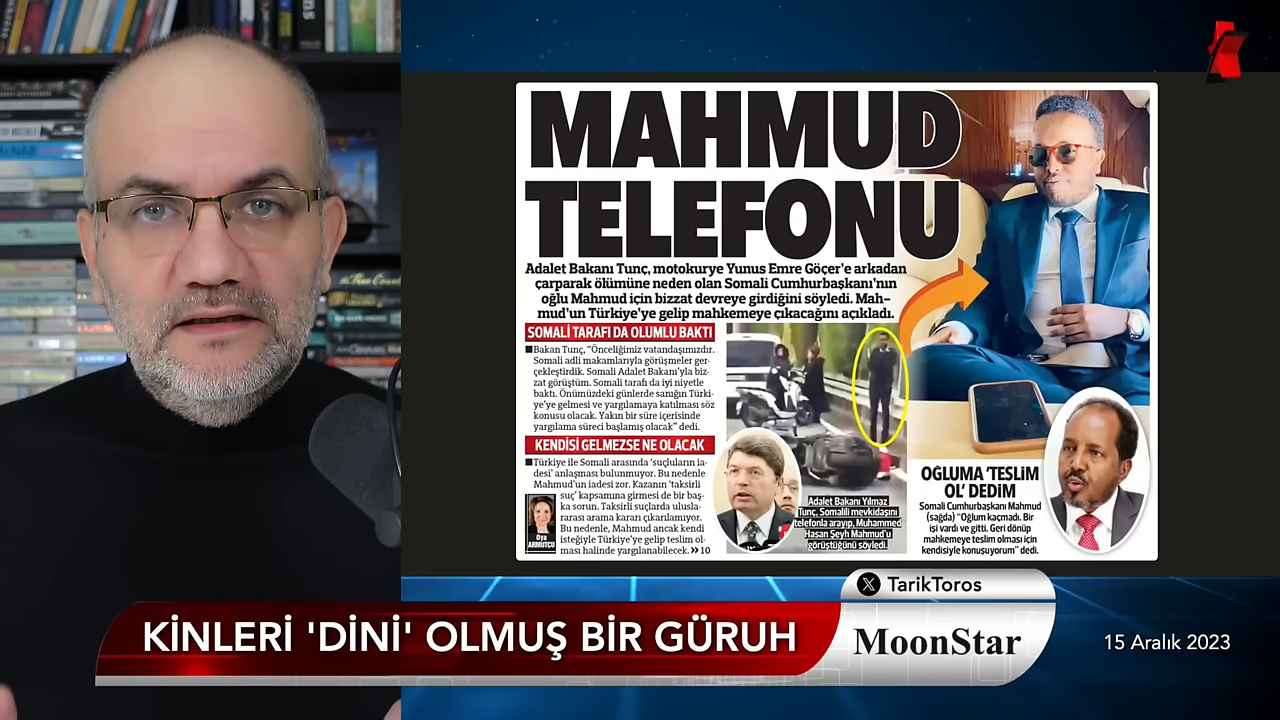 MAHMUD
TELEFONU
Adalet Bakanı Tunç, motokurye Yunus Emre Göçer'e arkadan
çarparak ölümüne neden olan Somali Cumhurbaşkanı'nın
oğlu Mahmud için bizzat devreye girdiğini söyledi. Mah-
mud'un Türkiye'ye gelip mahkemeye çıkacağını açıkladı.
SOMALİ TARAFI DA OLUMLU BAKTI
Bakan Tunç, "Önceliğimiz vatandaşımızdır.
Somali adli makamlarıyla görüşmeler ger-
çekleştirdik. Somali Adalet Bakanı'yla biz-
zat görüştüm. Somali tarafı da iyi niyetle
baktı. Önümüzdeki günlerde sanığın Türki-
ye'ye gelmesi ve yargılamaya katılması söz
konusu olacak. Yakın bir süre içerisinde
yargılama süreci başlamış olacak" dedi.
KENDİSİ GELMEZSE NE OLACAK
Türkiye ile Somali arasında 'suçluların ia-
desi' anlaşması bulunmuyor. Bu nedenle
Mahmud'un iadesi zor. Kazanın 'taksirli
suç' kapsamına girmesi de bir baş-
ka sorun. Taksirli suçlarda ulusla-
rarası arama kararı çıkarılamıyor.
Bu nedenle, Mahmud ancak kendi
isteğiyle Türkiye'ye gelip teslim ol-
ması halinde yargılanabilecek. >> 10
Oya
ARMUTÇU
Adalet Bakanı Yılmaz
Tunç, Somalili mevkidaşını
telefonla arayıp, Muhammed
Hasan Şeyh Mahmud'u
görüştüğünü söyledi.
OĞLUMA 'TESLİM
OL' DEDİM
Somali Cumhurbaşkanı Mahmud
(sağda) "Oğlum kaçmadı. Bir
işi vardı ve gitti. Geri dönüp
mahkemeye teslim olması için
kendisiyle konuşuyorum" dedi.
X TarikToros
KİNLERİ 'DİNİ' OLMUŞ BİR GÜRUH
MoonStar
15 Aralık 2023